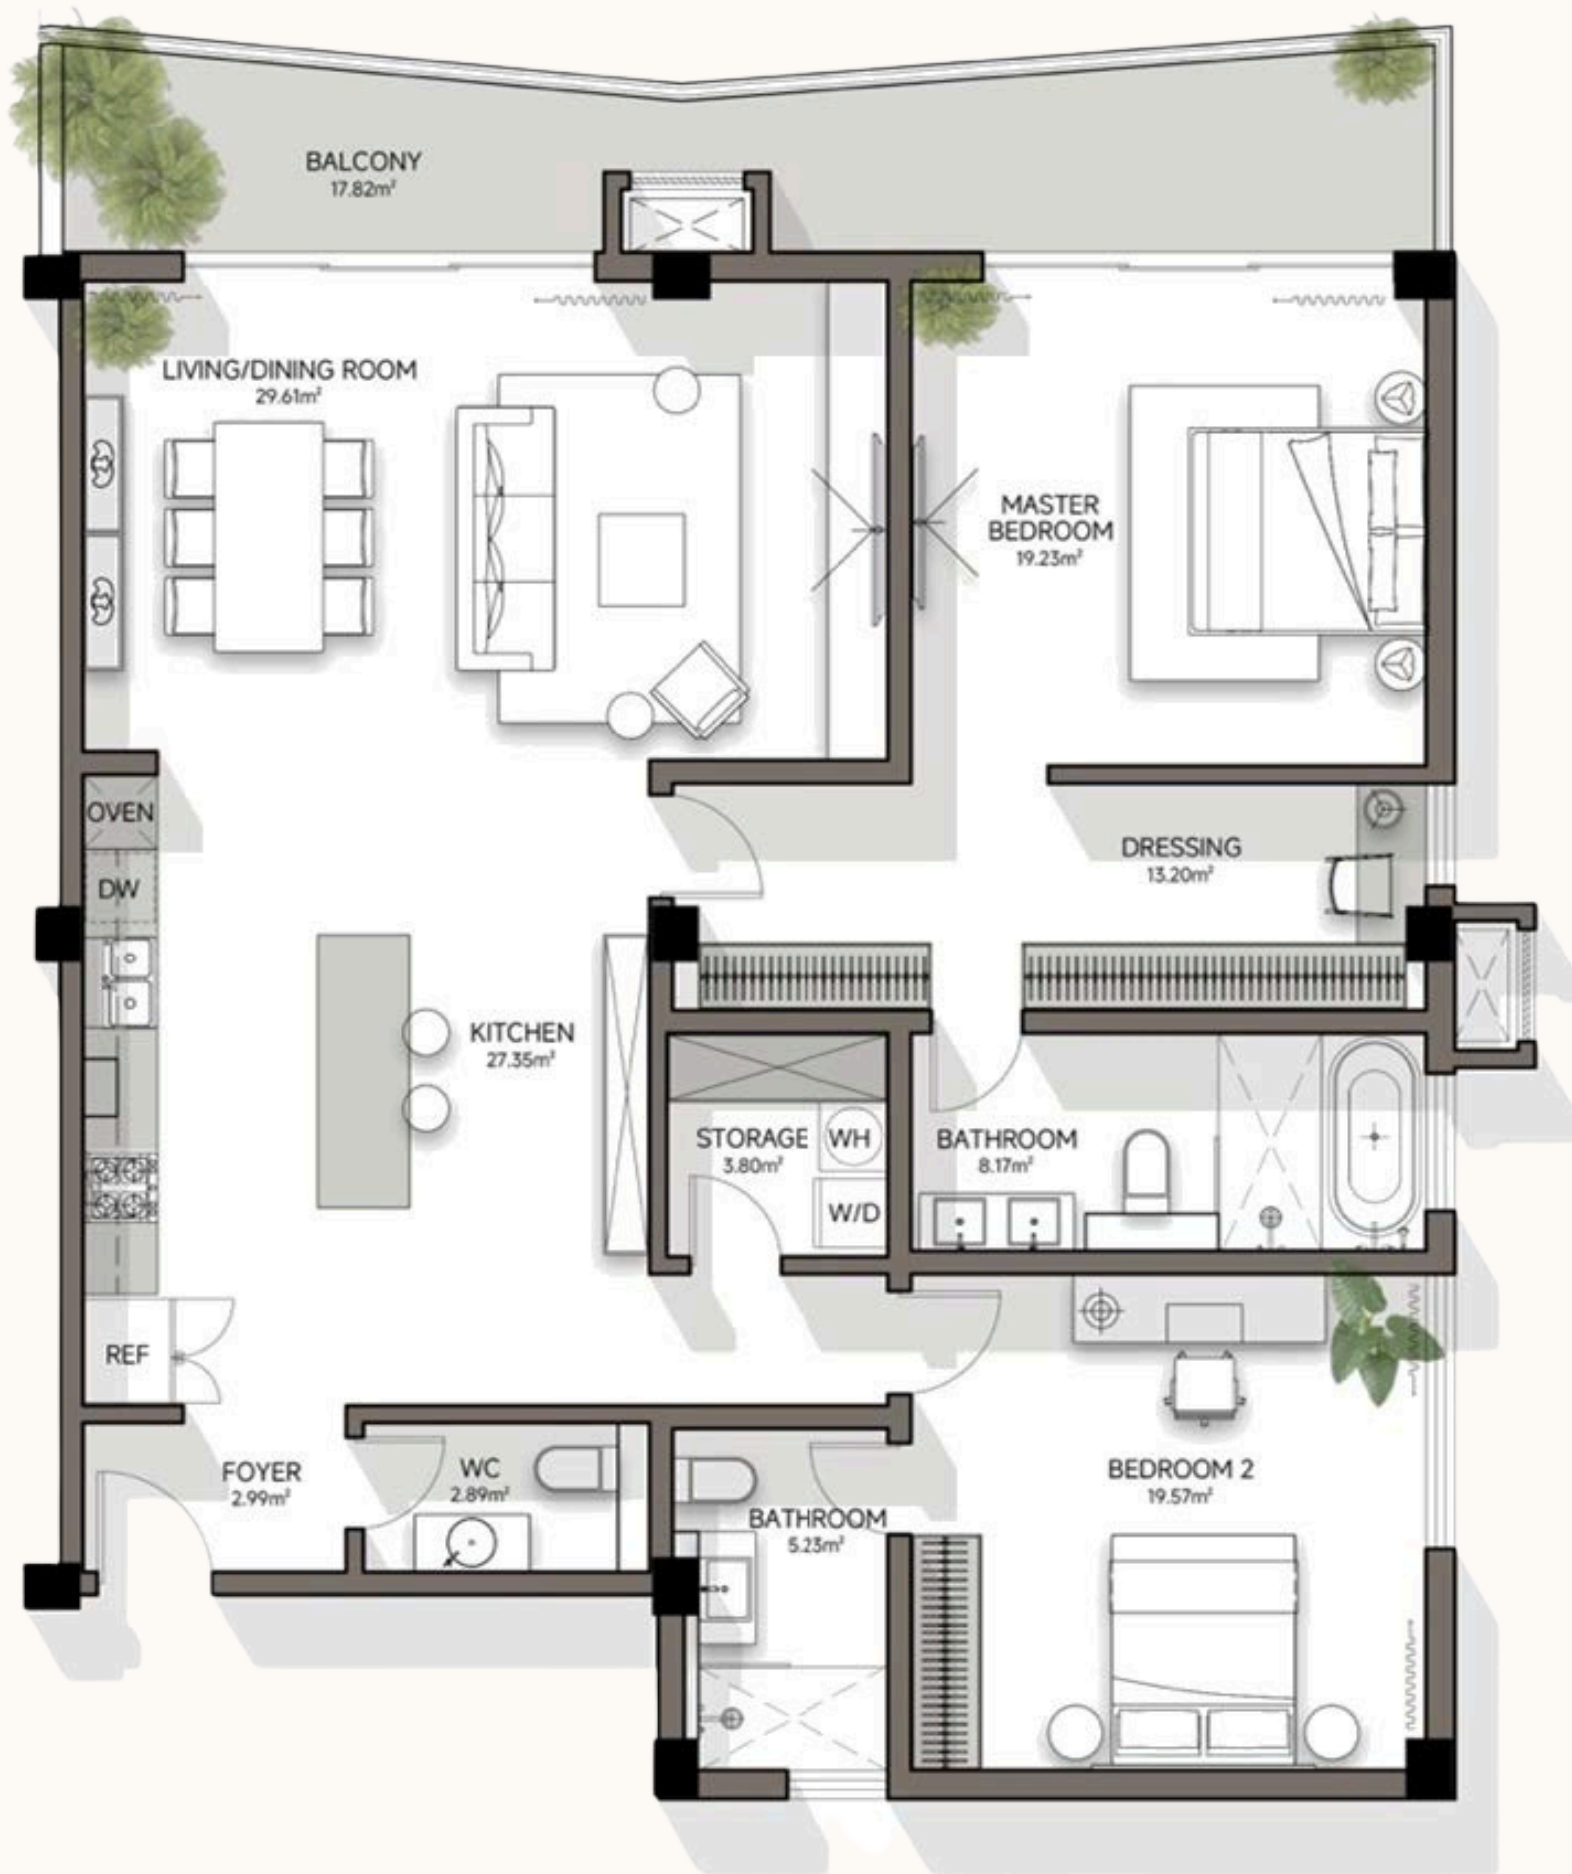 BALCONY
17.82m²
LIVING/DINING ROOM
29.61m²
MASTER
BEDROOM
19.23m²
OVEN
DW
DRESSING
13.20m²
KITCHEN
27.35m²
STORAGE
3.80m²
WH
W/D
BATHROOM
8.17m²
REF
FOYER
2.99m²
WC
2.89m²
BATHROOM
5.23m²
BEDROOM 2
19.57m²